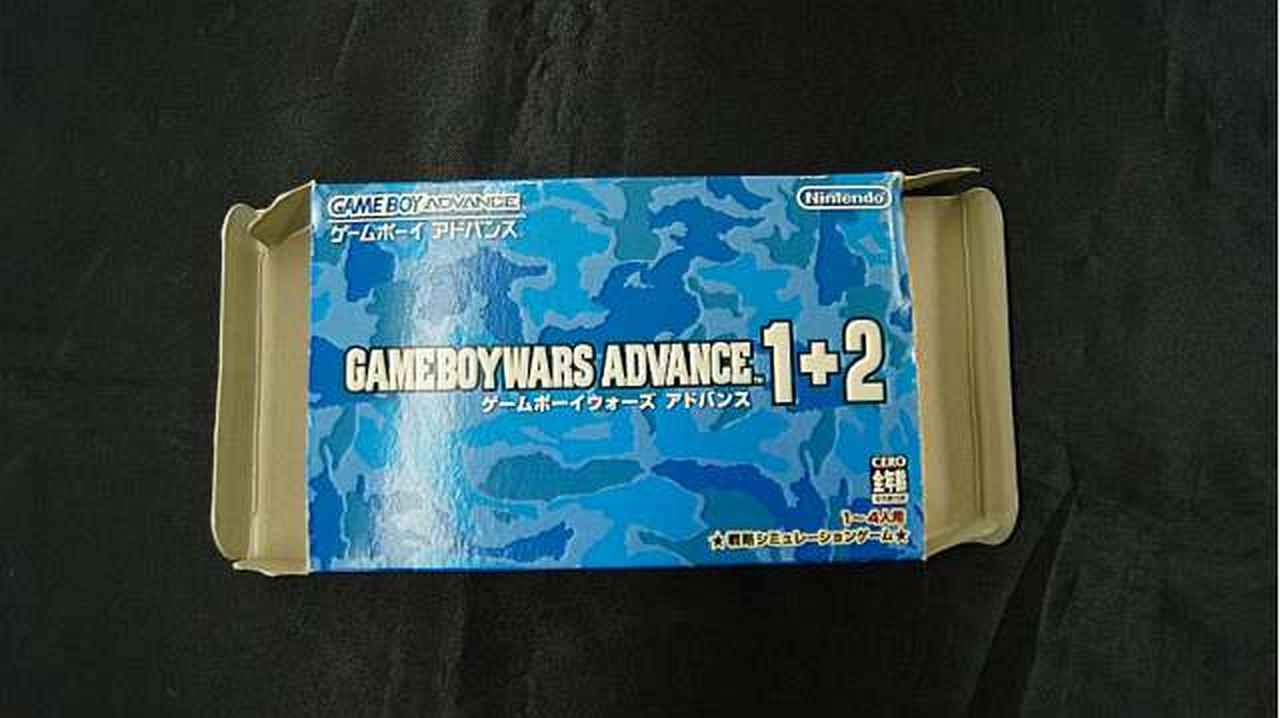 GAME BOY ADVANCE
ゲームボーイ アドバンス
Nintendo
GAMEBOYWARS ADVANCE™ 1+2
ゲームボーイウォーズ アドバンス
CERO
全年齢
1〜4人用
★戦略シミュレーションゲーム★